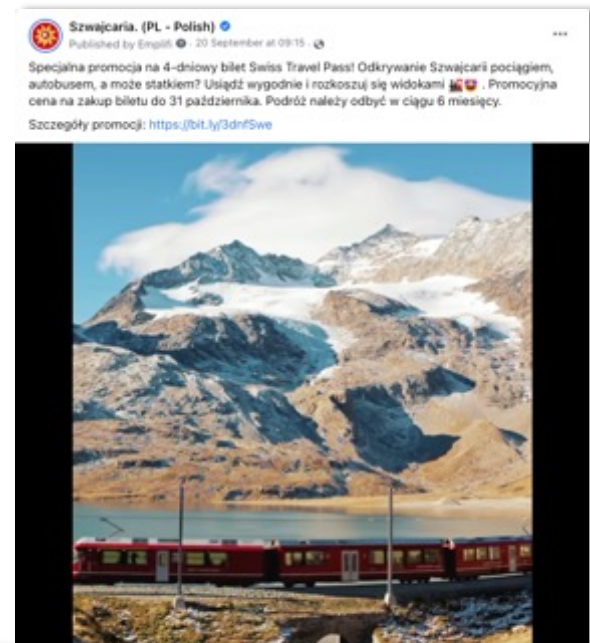 Szwajcaria. (PL - Polish)
Published by Emplifi · 20 September at 09:15 ·
Specjalna promocja na 4-dniowy bilet Swiss Travel Pass! Odkrywanie Szwajcarii pociągiem,
autobusem, a może statkiem? Usiądź wygodnie i rozkoszuj się widokami 🚂😍 . Promocyjna
cena na zakup biletu do 31 października. Podróż należy odbyć w ciągu 6 miesięcy.
Szczegóły promocji: https://bit.ly/3dnfSwe